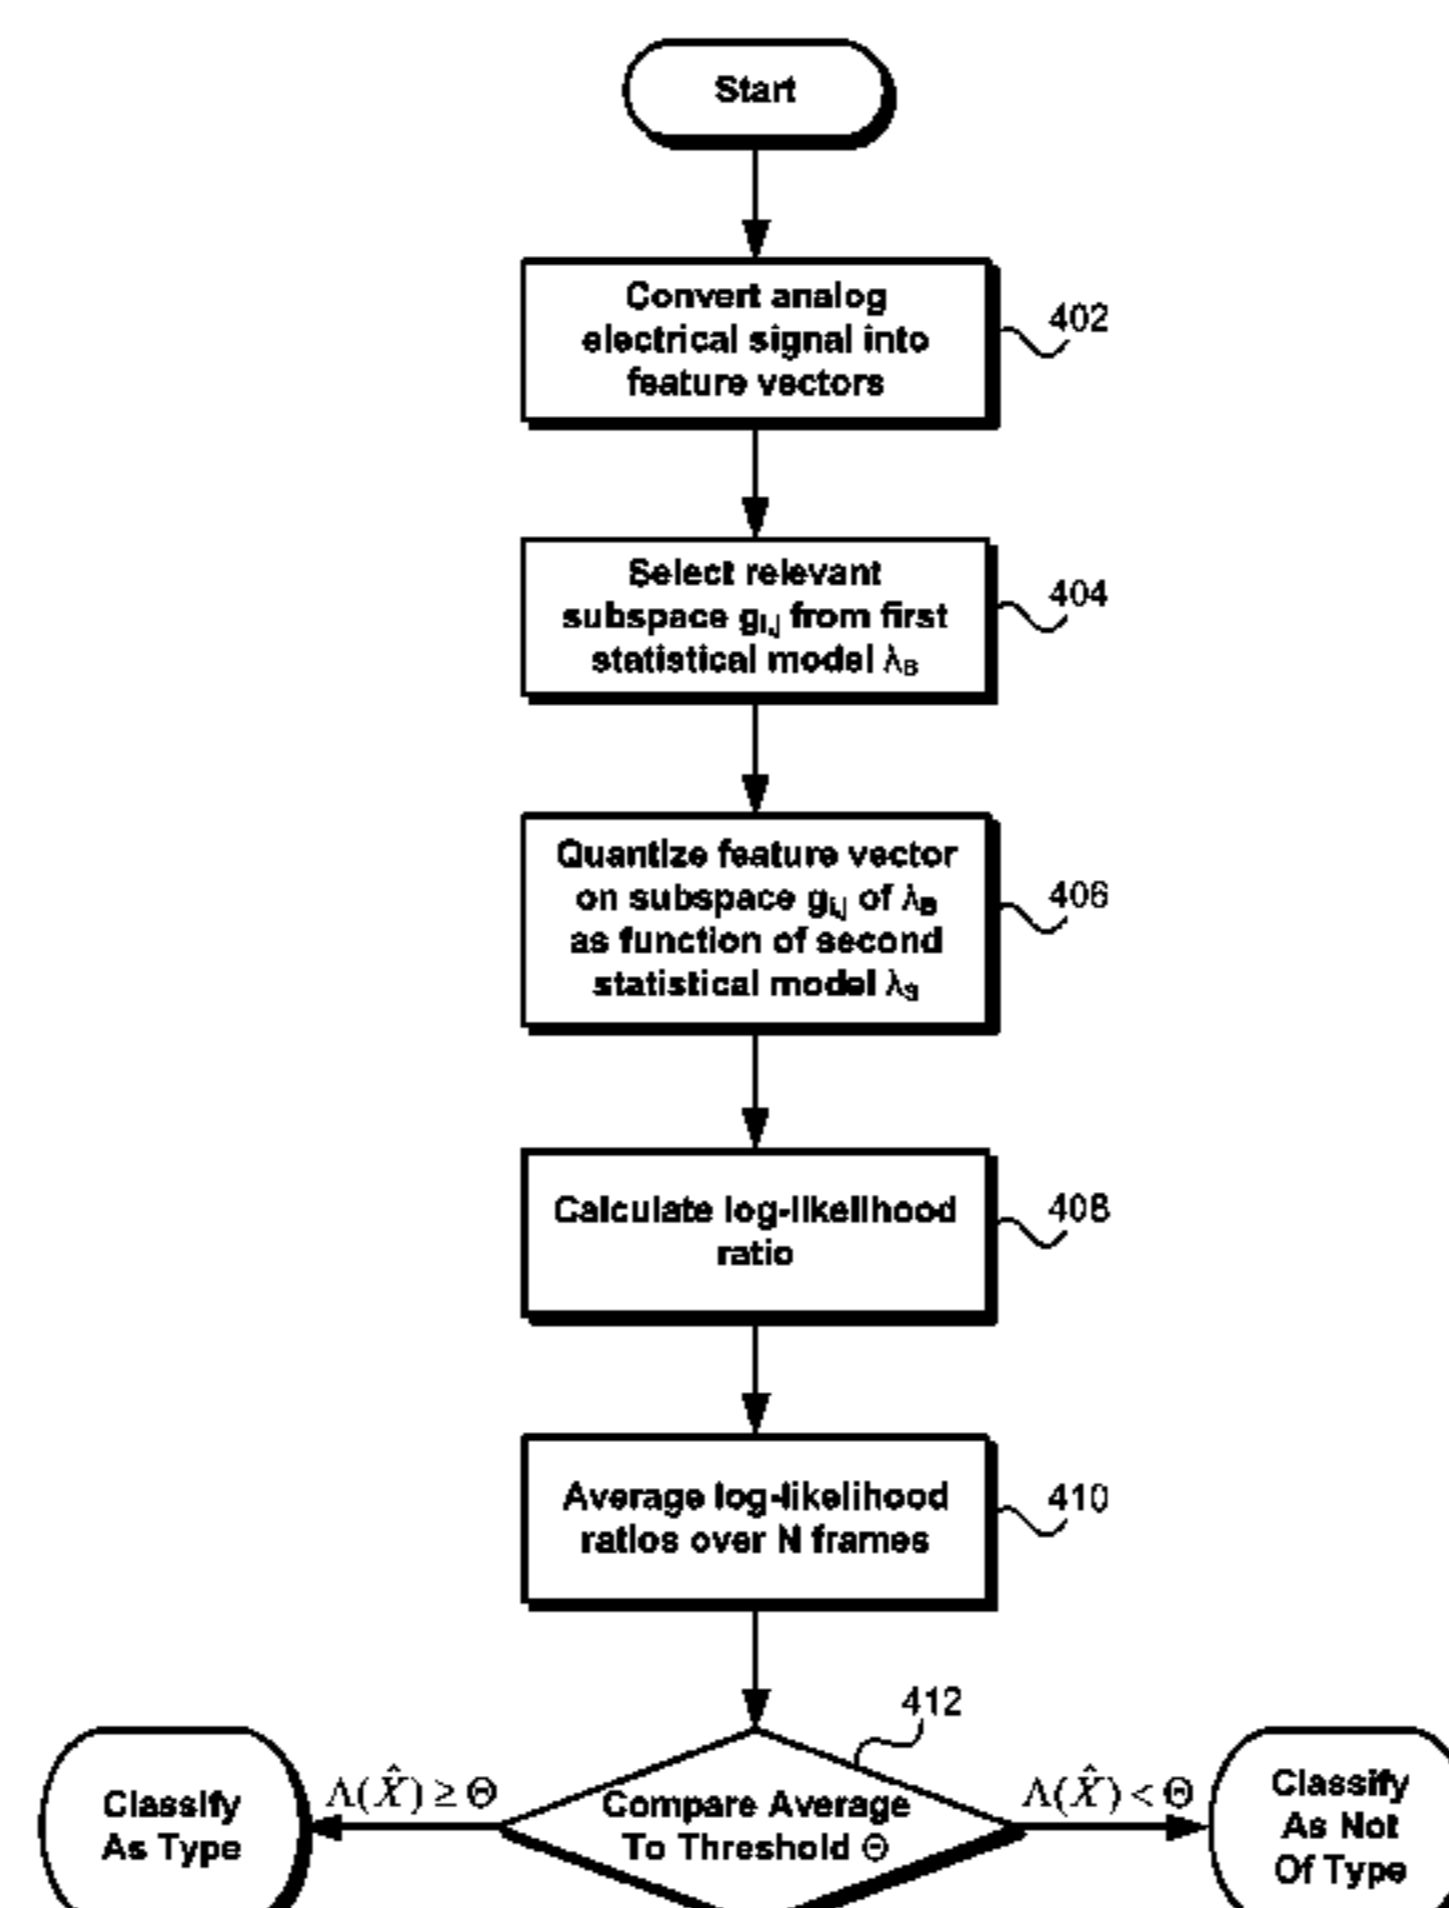 Start
Convert analog
electrical signal into
feature vectors
402
Select relevant
subspace gᵢ,ⱼ from first
statistical model λ_B
404
Quantize feature vector
on subspace gᵢ,ⱼ of λ_B
as function of second
statistical model λ_S
406
Calculate log-likelihood
ratio
408
Average log-likelihood
ratios over N frames
410
412
Classify
As Type
Λ(X̂) ≥ Θ
Compare Average
To Threshold Θ
Λ(X̂) < Θ
Classify
As Not
Of Type